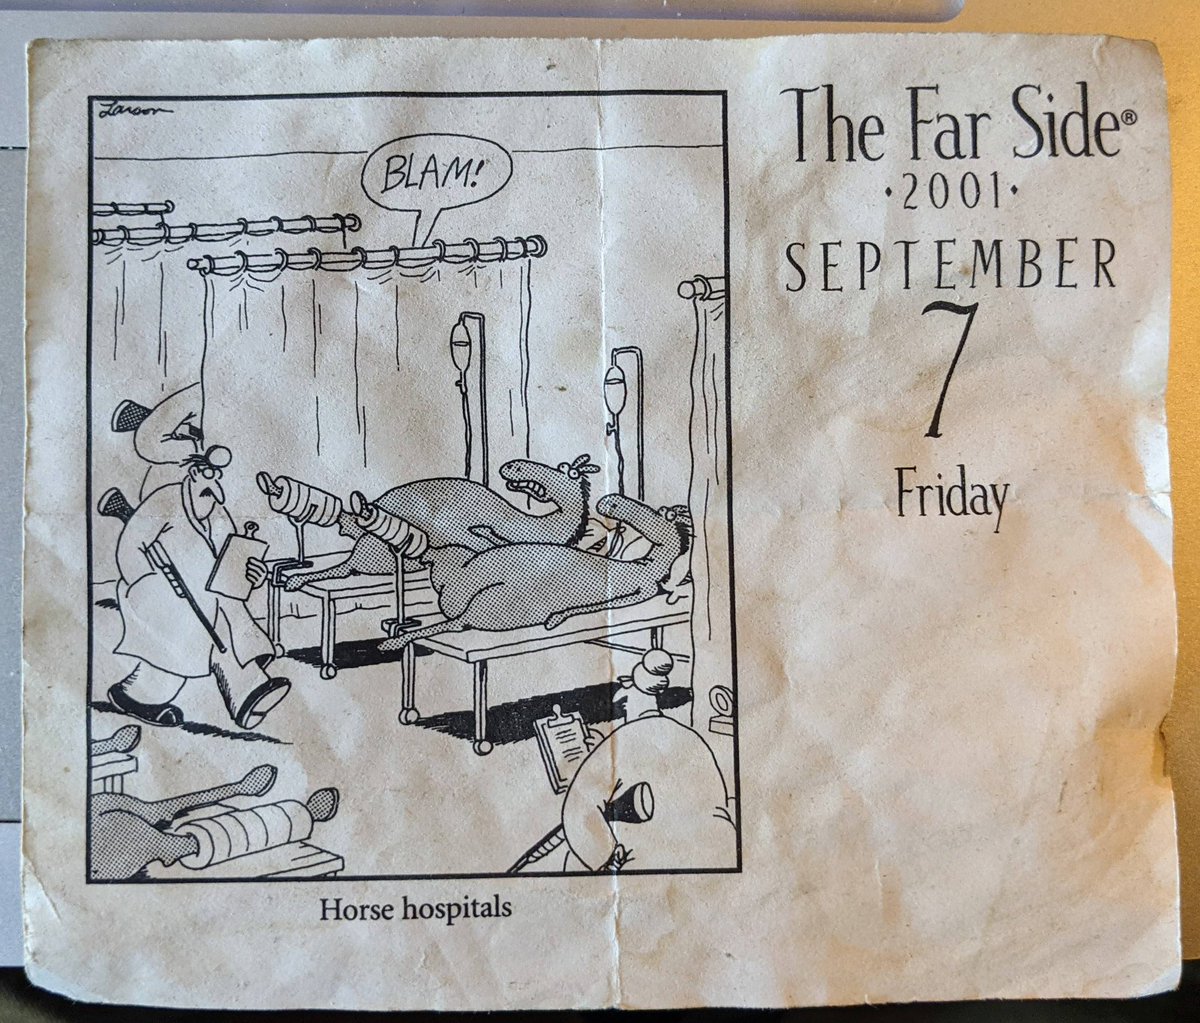 Larson
BLAM!
Horse hospitals
The Far Side®
·2001·
SEPTEMBER
7
Friday